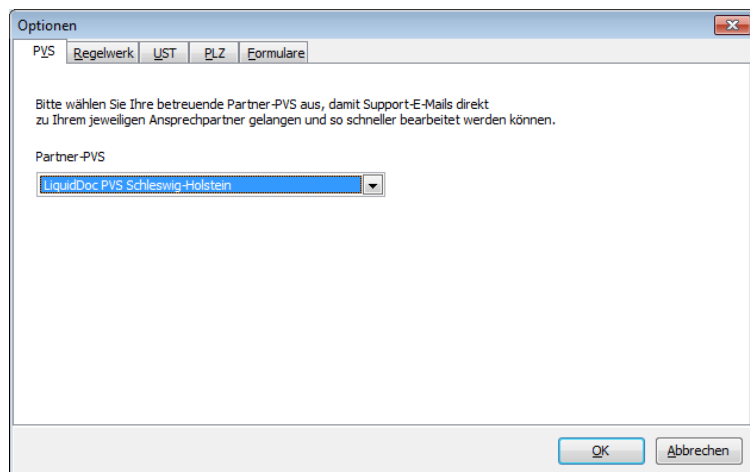 Optionen
PVS Regelwerk UST PLZ Formulare
Bitte wählen Sie Ihre betreuende Partner-PVS aus, damit Support-E-Mails direkt
zu Ihrem jeweiligen Ansprechpartner gelangen und so schneller bearbeitet werden können.
Partner-PVS
LiquidDoc PVS Schleswig-Holstein
OK Abbrechen